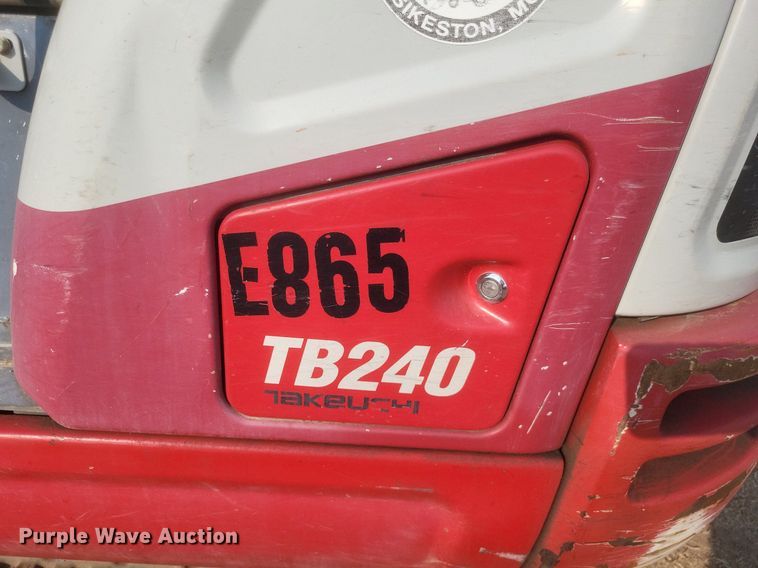 SIKESTON, MO
E865
TB240
TAKEUCHI
Purple Wave Auction